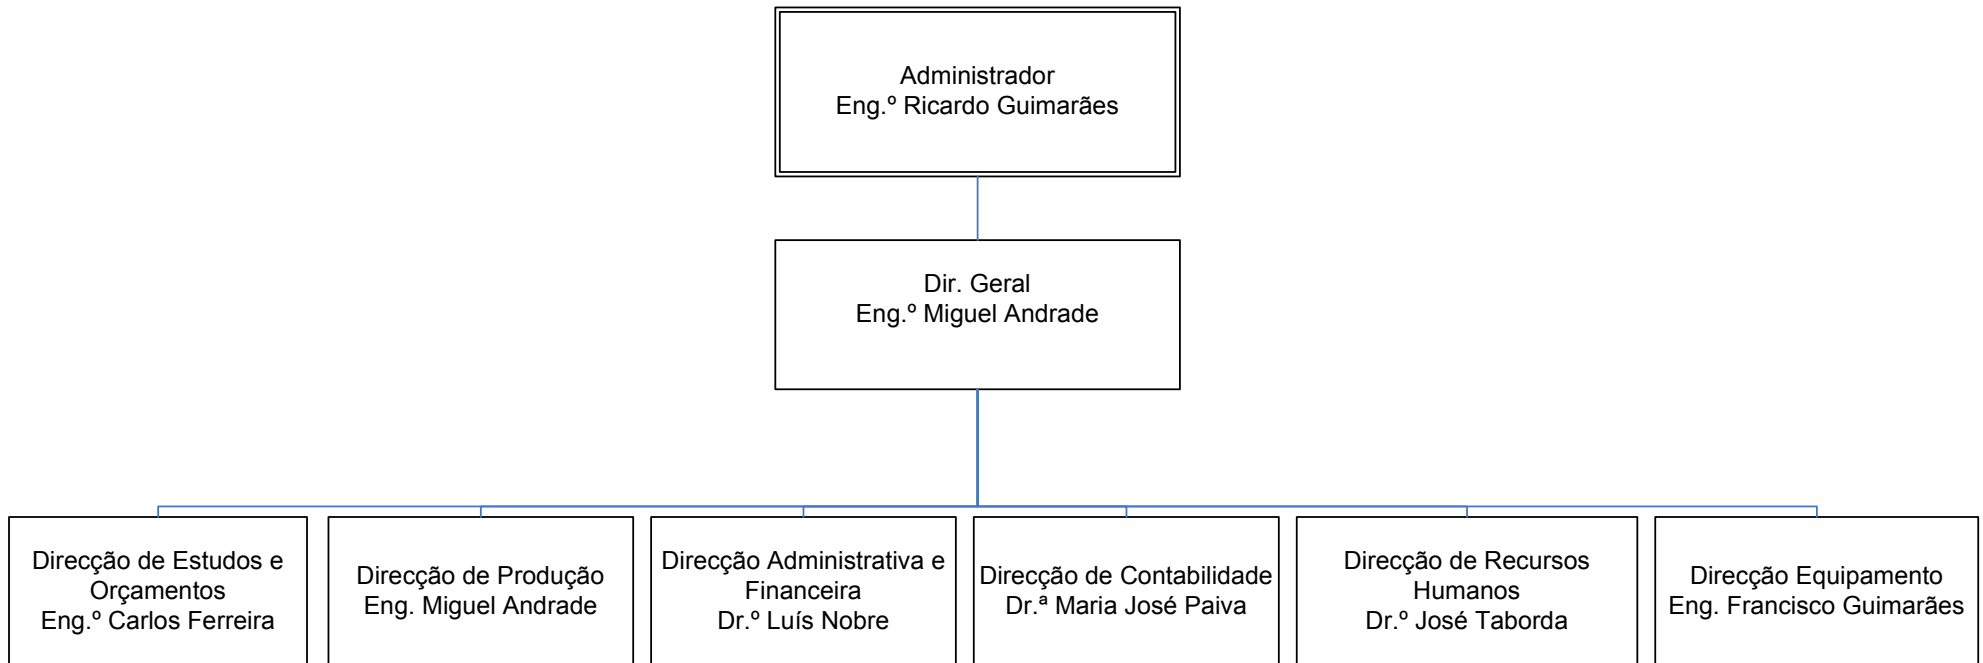 Administrador
Eng.º Ricardo Guimarães
Dir. Geral
Eng.º Miguel Andrade
Direcção de Estudos e
Orçamentos
Eng.º Carlos Ferreira
Direcção de Produção
Eng. Miguel Andrade
Direcção Administrativa e
Financeira
Dr.º Luís Nobre
Direcção de Contabilidade
Dr.ª Maria José Paiva
Direcção de Recursos
Humanos
Dr.º José Taborda
Direcção Equipamento
Eng. Francisco Guimarães